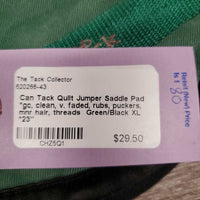 The Tack Collector
620266-43
Can Tack Quilt Jumper Saddle Pad
*gc, clean, v. faded, rubs, puckers,
mnr hair, threads Green/Black XL
"23"
$29.50
CHZ5Q1
Retail (New) Price
is $ 80